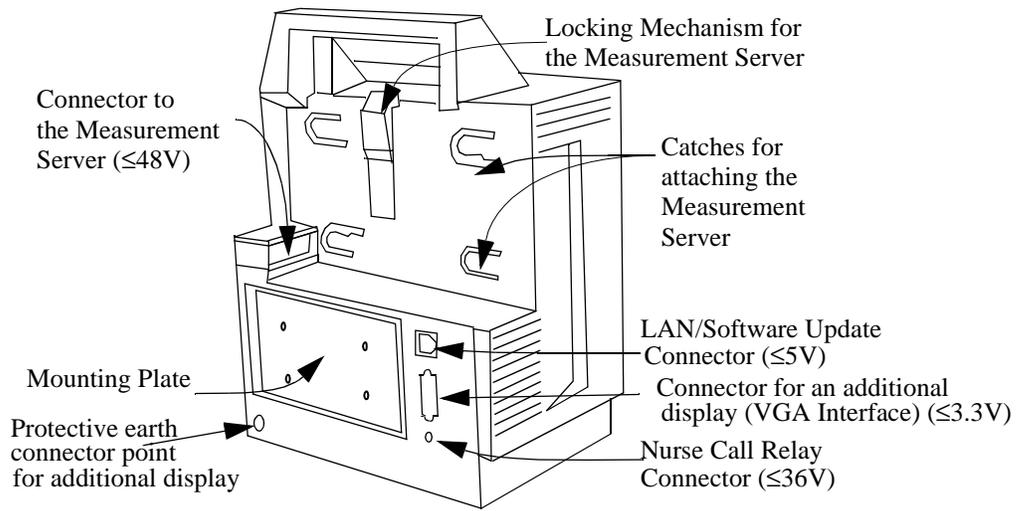 Locking Mechanism for
the Measurement Server
Connector to
the Measurement
Server (≤48V)
Catches for
attaching the
Measurement
Server
LAN/Software Update
Connector (≤5V)
Mounting Plate
Connector for an additional
display (VGA Interface) (≤3.3V)
Protective earth
connector point
for additional display
Nurse Call Relay
Connector (≤36V)